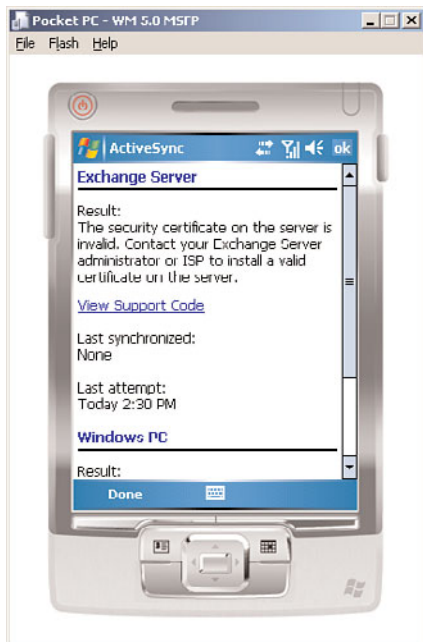 Pocket PC - WM 5.0 MSFP
File Flash Help
ActiveSync
ok
Exchange Server
Result:
The security certificate on the server is
invalid. Contact your Exchange Server
administrator or ISP to install a valid
certificate on the server.
View Support Code
Last synchronized:
None
Last attempt:
Today 2:30 PM
Windows PC
Result:
Done